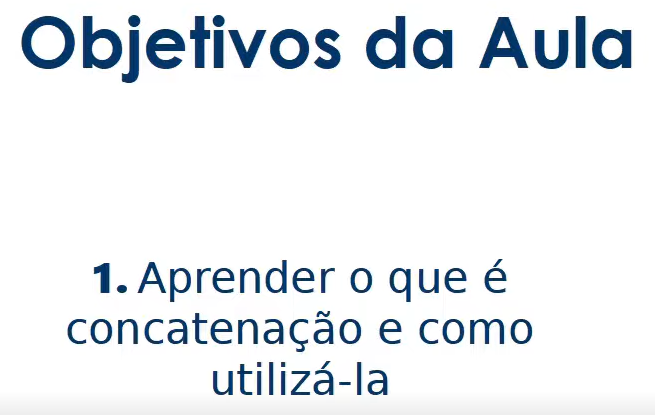 Objetivos da Aula
1. Aprender o que é
concatenação e como
utilizá-la